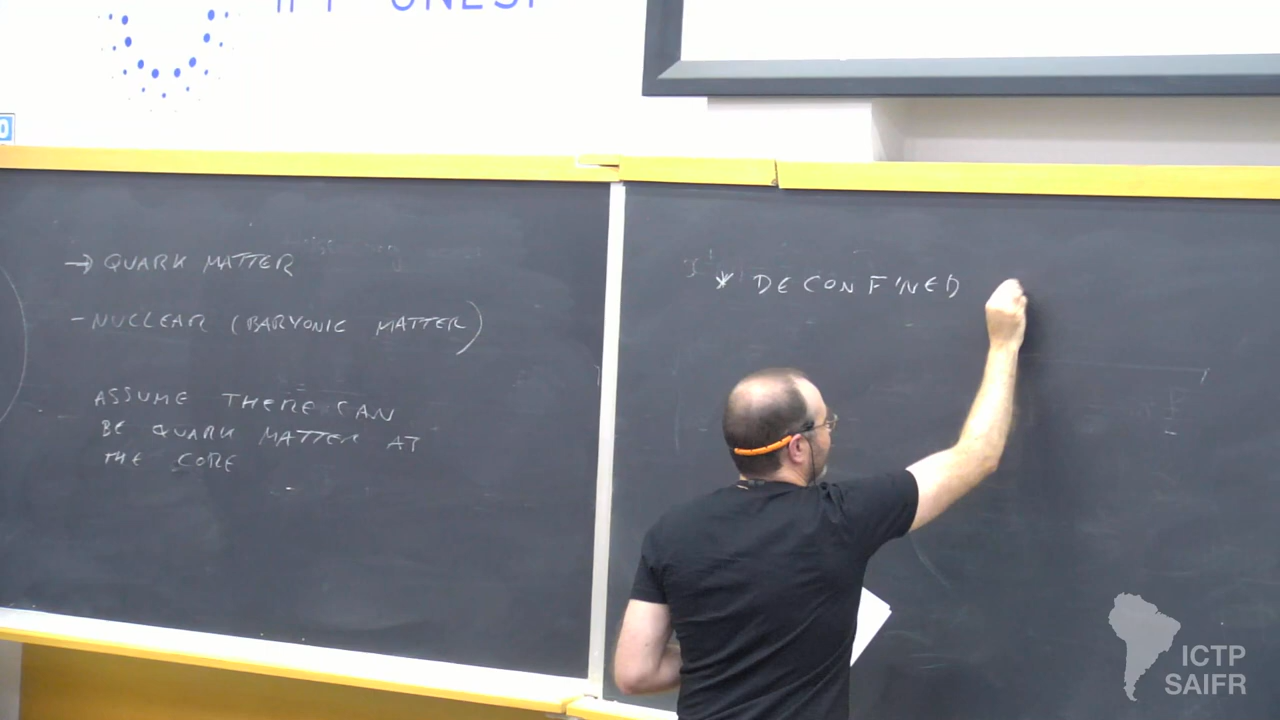 IFT UNESP
→ QUARK MATTER
- NUCLEAR (BARYONIC MATTER)
ASSUME THERE CAN
BE QUARK MATTER AT
THE CORE
* DECONFINED
ICTP
SAIFR